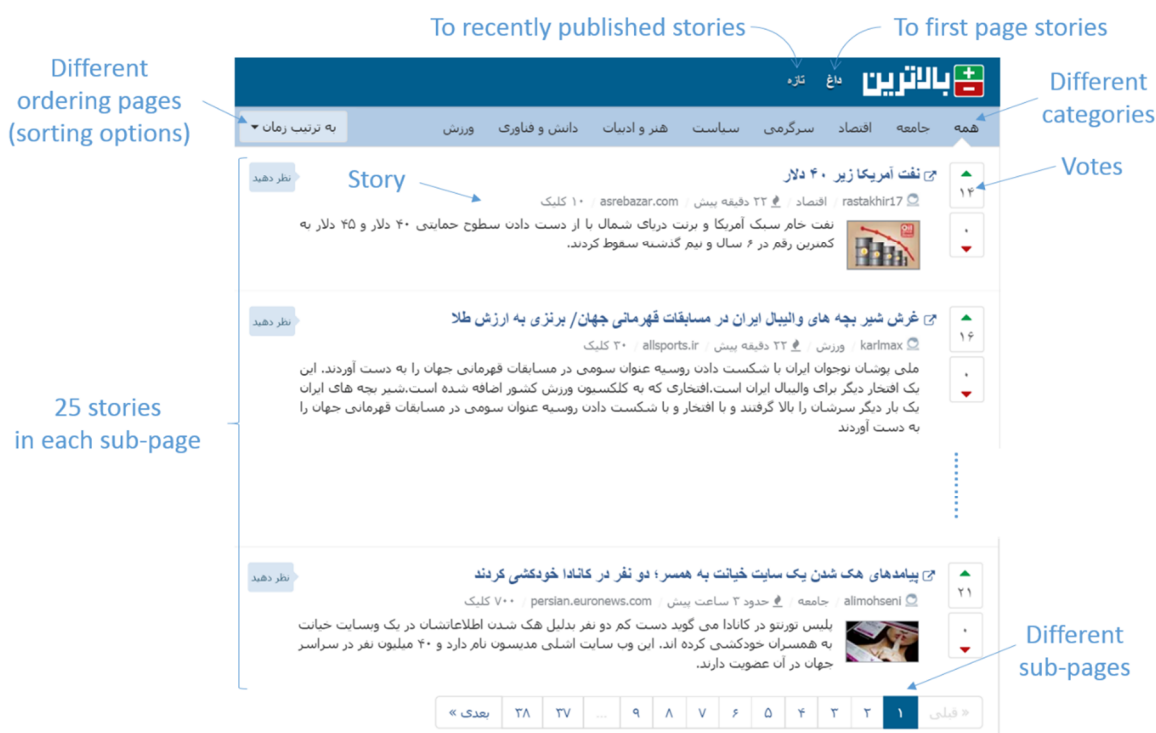 To recently published stories
To first page stories
Different
ordering pages
(sorting options)
Different
categories
Votes
Story
25 stories
in each sub-page
Different
sub-pages
بالاترین
داغ تازه
همه جامعه اقتصاد سرگرمی سیاست هنر و ادبیات دانش و فناوری ورزش
به ترتیب زمان
نفت آمریکا زیر ۴۰ دلار
نظر دهید
۱۴
rastakhir17 / اقتصاد / ۲۲ دقیقه پیش / asrebazar.com / ۱۰ کلیک
نفت خام سبک آمریکا و برنت دریای شمال با از دست دادن سطوح حمایتی ۴۰ دلار و ۴۵ دلار به
کمترین رقم در ۶ سال و نیم گذشته سقوط کردند.
Oil
۰
غرش شیر بچه های والیبال ایران در مسابقات قهرمانی جهان/ برنزی به ارزش طلا
نظر دهید
۱۶
karlmax / ورزش / ۲۲ دقیقه پیش / allsports.ir / ۳۰ کلیک
ملی پوشان نوجوان ایران با شکست دادن روسیه عنوان سومی در مسابقات قهرمانی جهان را به دست آوردند. این
یک افتخار دیگر برای والیبال ایران است.افتخاری که به کلکسیون ورزش کشور اضافه شده است.شیر بچه های ایران
یک بار دیگر سرشان را بالا گرفتند و با افتخار و با شکست دادن روسیه عنوان سومی در مسابقات قهرمانی جهان را
به دست آوردند
۰
پیامدهای هک شدن یک سایت خیانت به همسر؛ دو نفر در کانادا خودکشی کردند
نظر دهید
۲۱
alimohseni / جامعه / حدود ۳ ساعت پیش / persian.euronews.com / ۷۰۰ کلیک
پلیس تورنتو در کانادا می گوید دست کم دو نفر بدلیل هک شدن اطلاعاتشان در یک وبسایت خیانت
به همسران خودکشی کرده اند. این وب سایت اشلی مدیسون نام دارد و ۴۰ میلیون نفر در سراسر
جهان در آن عضویت دارند.
۰
« قبلی ۱ ۲ ۳ ۴ ۵ ۶ ۷ ۸ ۹ ... ۳۷ ۳۸ بعدی »